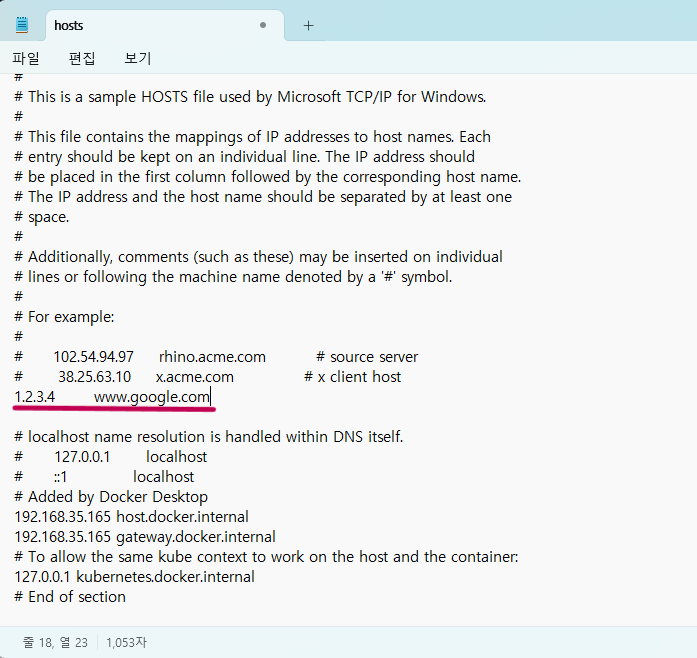 hosts
파일 편집 보기
#
# This is a sample HOSTS file used by Microsoft TCP/IP for Windows.
#
# This file contains the mappings of IP addresses to host names. Each
# entry should be kept on an individual line. The IP address should
# be placed in the first column followed by the corresponding host name.
# The IP address and the host name should be separated by at least one
# space.
#
# Additionally, comments (such as these) may be inserted on individual
# lines or following the machine name denoted by a '#' symbol.
#
# For example:
#
#       102.54.94.97      rhino.acme.com            # source server
#        38.25.63.10      x.acme.com                 # x client host
1.2.3.4         www.google.com

# localhost name resolution is handled within DNS itself.
#       127.0.0.1         localhost
#       ::1               localhost
# Added by Docker Desktop
192.168.35.165 host.docker.internal
192.168.35.165 gateway.docker.internal
# To allow the same kube context to work on the host and the container:
127.0.0.1 kubernetes.docker.internal
# End of section
줄 18, 열 23 1,053자